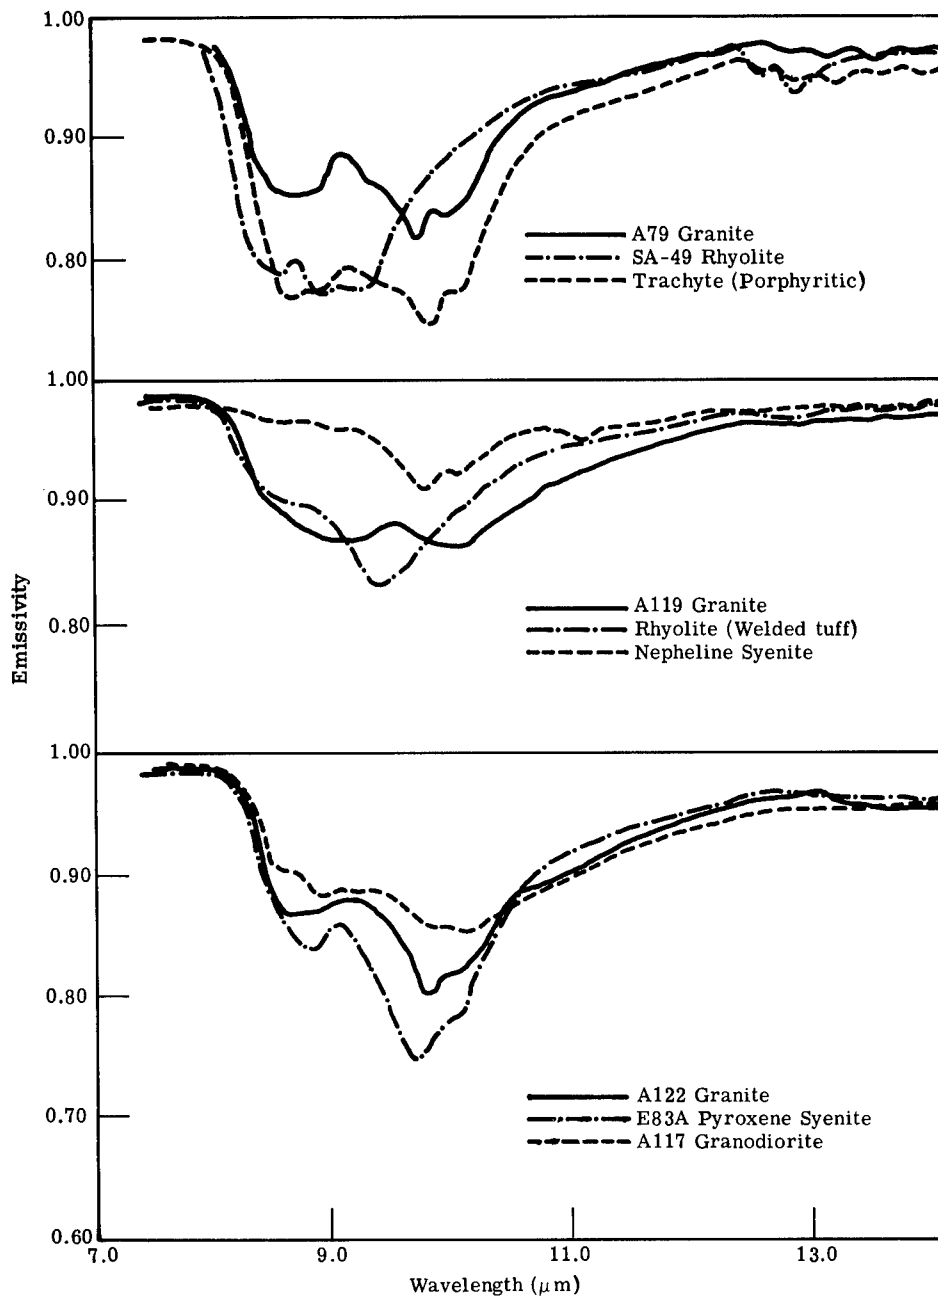 1.00
0.90
0.80
A79 Granite
SA-49 Rhyolite
Trachyte (Porphyritic)
1.00
0.90
0.80
A119 Granite
Rhyolite (Welded tuff)
Nepheline Syenite
Emissivity
1.00
0.90
0.80
0.70
0.60
A122 Granite
E83A Pyroxene Syenite
A117 Granodiorite
7.0
9.0
11.0
13.0
Wavelength (μm)